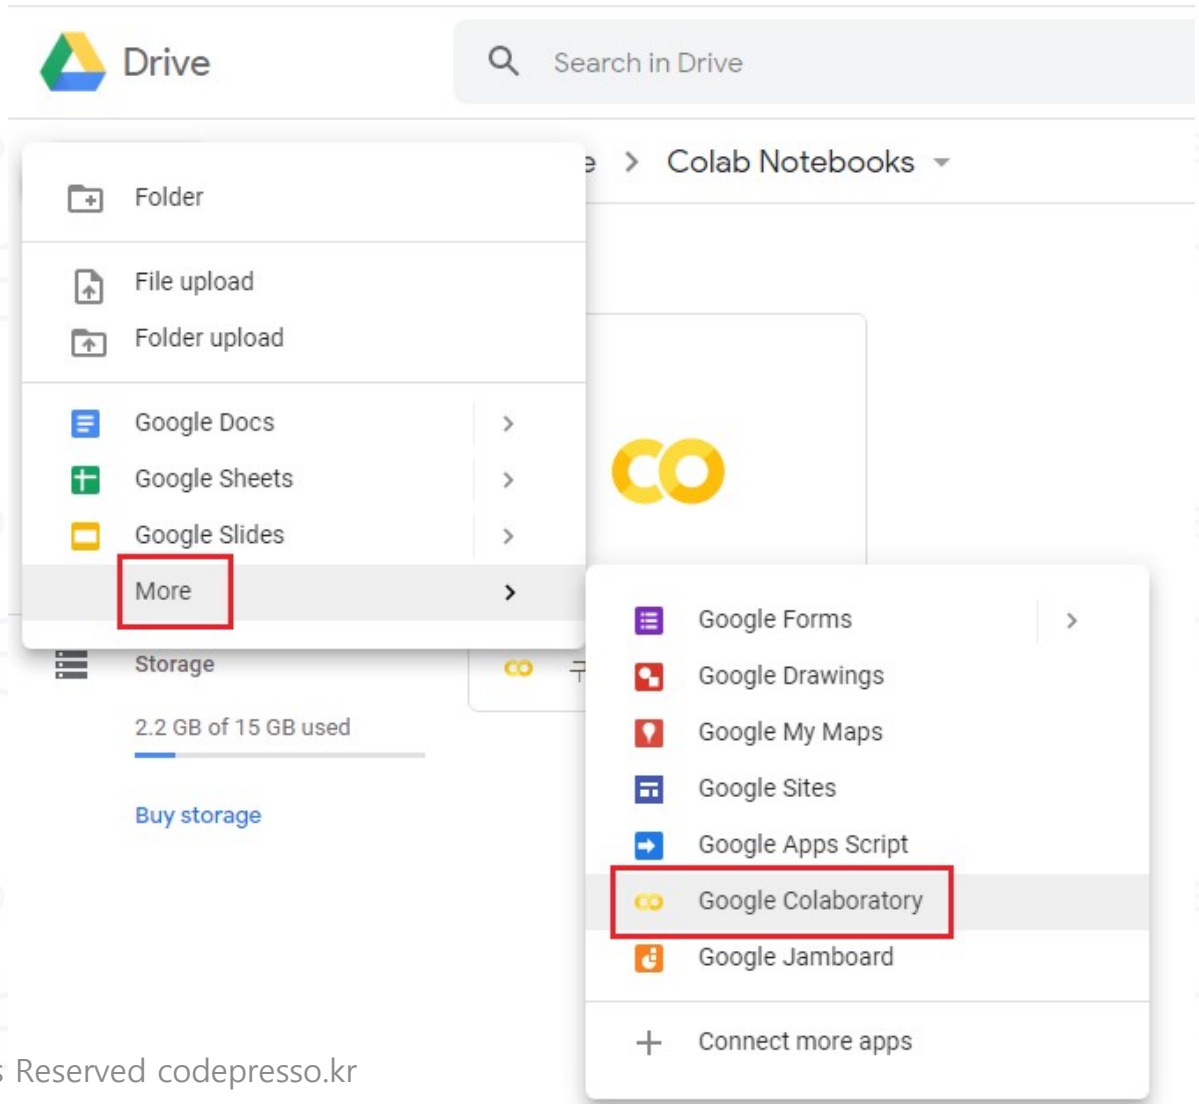 Drive
Search in Drive
Colab Notebooks
Folder
File upload
Folder upload
Google Docs
Google Sheets
Google Slides
More
Storage
2.2 GB of 15 GB used
Buy storage
Google Forms
Google Drawings
Google My Maps
Google Sites
Google Apps Script
Google Colaboratory
Google Jamboard
Connect more apps
s Reserved codepresso.kr